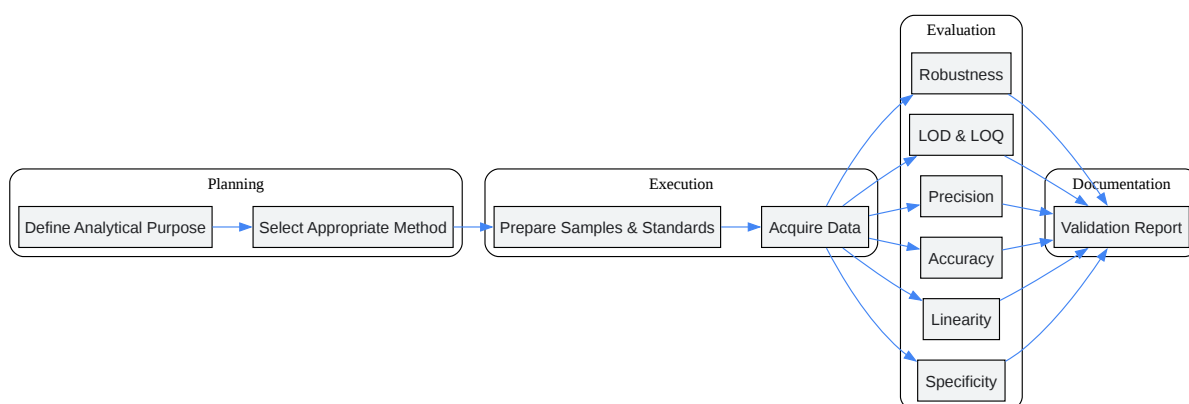 Planning
Define Analytical Purpose
Select Appropriate Method
Execution
Prepare Samples & Standards
Acquire Data
Evaluation
Robustness
LOD & LOQ
Precision
Accuracy
Linearity
Specificity
Documentation
Validation Report